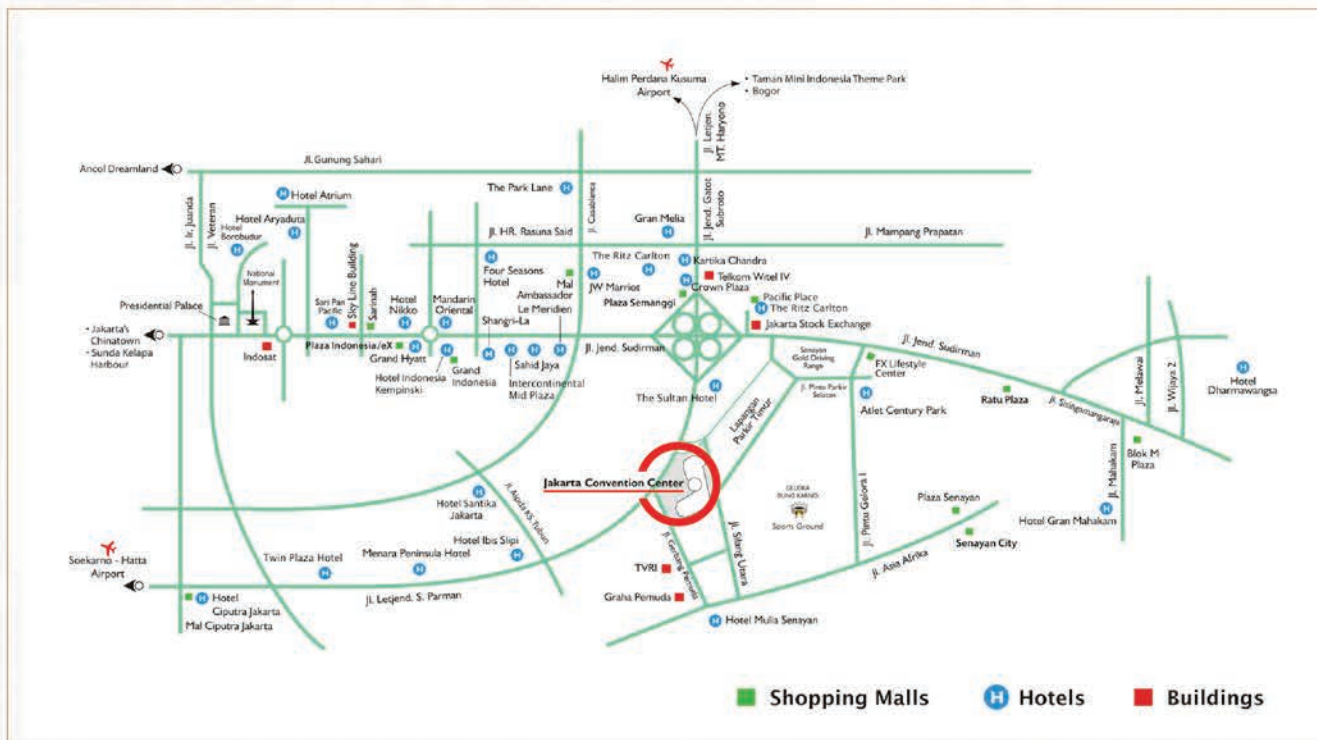 Halim Perdana Kusuma
Airport
• Taman Mini Indonesia Theme Park
• Bogor
Jl. Letjen.
MT. Haryono
Ancol Dreamland
Jl. Gunung Sahari
Jl. Ir. Juanda
Jl. Veteran
Hotel Atrium
Hotel Aryaduta
Hotel
Borobudur
National
Monument
Presidential Palace
• Jakarta's
Chinatown
• Sunda Kelapa
Harbour
Indosat
Sari Pan
Pacific
Sky Line Building
Sarinah
Hotel
Nikko
Mandarin
Oriental
Plaza Indonesia/eX
Grand Hyatt
Hotel Indonesia
Kempinski
Grand
Indonesia
The Park Lane
Jl. Casablanca
Jl. HR. Rasuna Said
Four Seasons
Hotel
Shangri-La
Mal
Ambassador
Le Meridien
Sahid Jaya
Intercontinental
Mid Plaza
JW Marriot
Gran Melia
Jl. Jend. Gatot
Subroto
Jl. Mampang Prapatan
The Ritz Carlton
Kartika Chandra
Telkom Witel IV
Crown Plaza
Plaza Semanggi
Pacific Place
The Ritz Carlton
Jakarta Stock Exchange
Jl. Jend. Sudirman
Jl. Jend. Sudirman
Senayan
Gold Driving
Range
FX Lifestyle
Center
Jl. Pintu Parkir
Selatan
The Sultan Hotel
Lapangan
Parkir Timur
Atlet Century Park
Ratu Plaza
Jl. Sisingamangaraja
Jl. Melawai
Jl. Wijaya 2
Hotel
Dharmawangsa
Blok M
Plaza
Jl. Mahakam
Hotel Gran Mahakam
Jakarta Convention Center
GELORA
BUNG KARNO
Sports Ground
Jl. Pintu Gelora I
Plaza Senayan
Senayan City
Jl. Asia Afrika
Hotel Santika
Jakarta
Jl. Aipda KS Tubun
Hotel Ibis Slipi
Menara Peninsula Hotel
Twin Plaza Hotel
Soekarno - Hatta
Airport
Hotel
Ciputra Jakarta
Mal Ciputra Jakarta
Jl. Letjend. S. Parman
TVRI
Graha Pemuda
Jl. Gerbang Pemuda
Jl. Silang Utara
Hotel Mulia Senayan
Shopping Malls
Hotels
Buildings